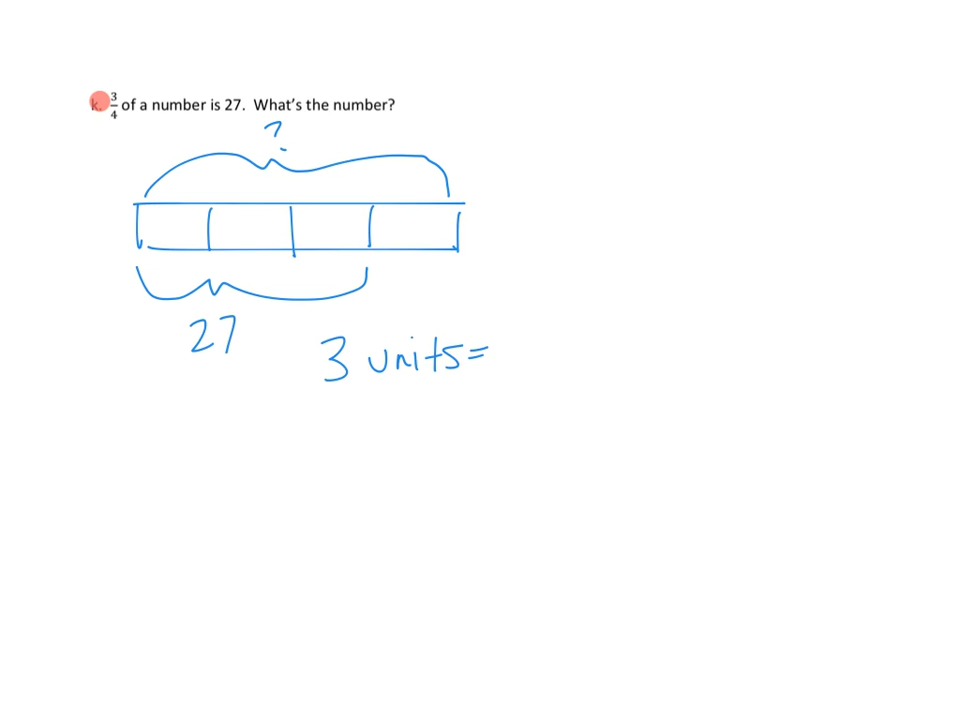 k. 3/4 of a number is 27. What's the number?
?
27
3 units=